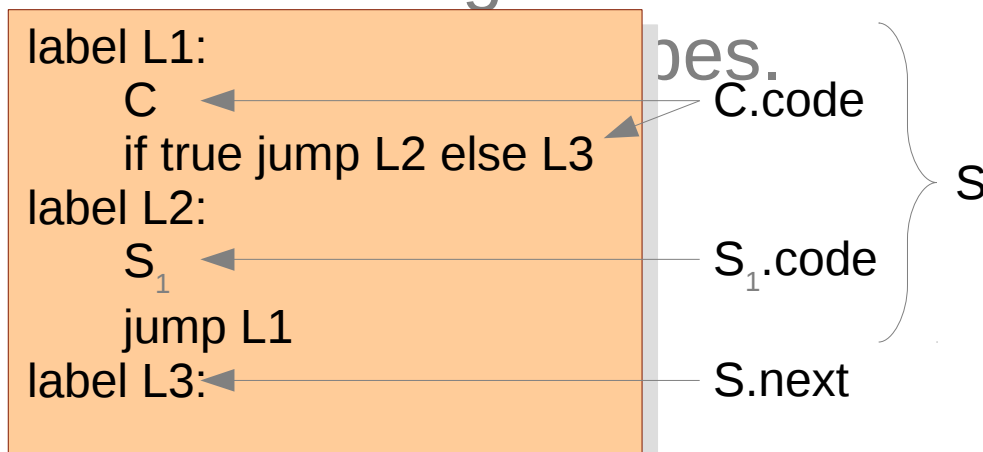 label L1:
C
C.code
if true jump L2 else L3
label L2:
S
S₁
S₁.code
jump L1
label L3:
S.next